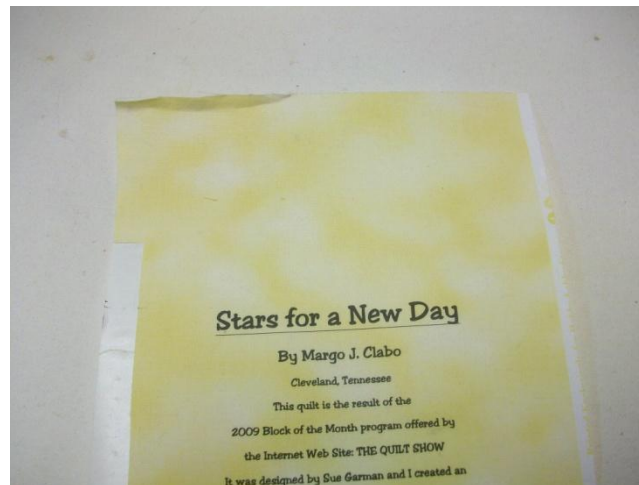 Stars for a New Day
By Margo J. Clabo
Cleveland, Tennessee
This quilt is the result of the
2009 Block of the Month program offered by
the Internet Web Site: THE QUILT SHOW
It was designed by Sue Garman and I created an